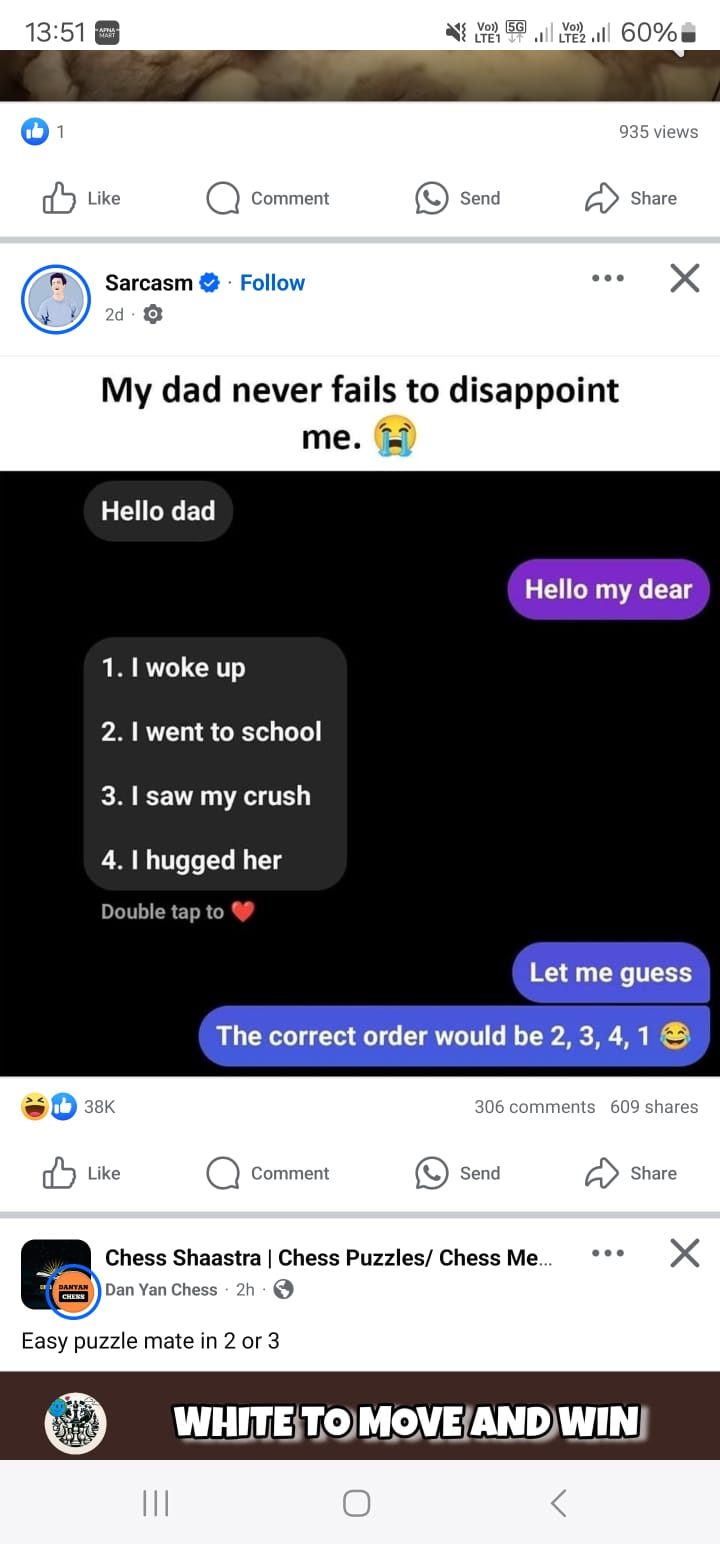 13:51 APNA MART Vo)) LTE1 5G Vo)) LTE2 60%
1 935 views
Like Comment Send Share
Sarcasm · Follow
2d ·
My dad never fails to disappoint
me. 😭
Hello dad
Hello my dear
1. I woke up
2. I went to school
3. I saw my crush
4. I hugged her
Double tap to ❤️
Let me guess
The correct order would be 2, 3, 4, 1 😂
38K 306 comments 609 shares
Like Comment Send Share
Chess Shaastra | Chess Puzzles/ Chess Me...
DANYAN
CHESS
Dan Yan Chess · 2h ·
Easy puzzle mate in 2 or 3
WHITE TO MOVE AND WIN